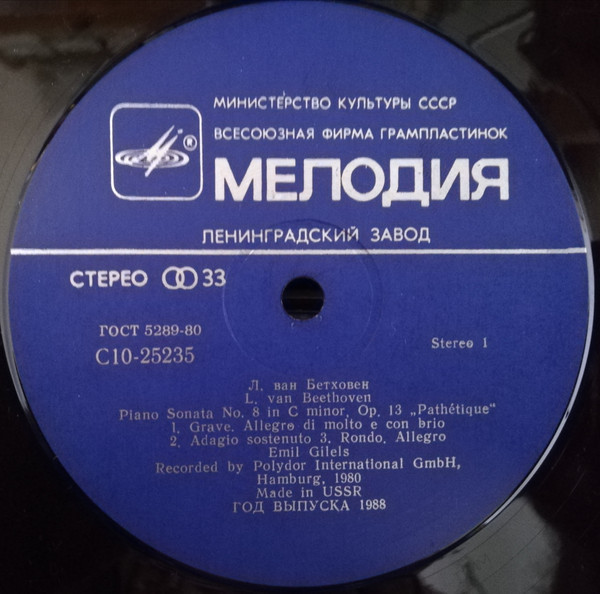 МИНИСТЕРСТВО КУЛЬТУРЫ СССР
ВСЕСОЮЗНАЯ ФИРМА ГРАМПЛАСТИНОК
®
МЕЛОДИЯ
ЛЕНИНГРАДСКИЙ ЗАВОД
СТЕРЕО 33
ГОСТ 5289-80
С10-25235
Stereo 1
Л. ван Бетховен
L. van Beethoven
Piano Sonata No. 8 in C minor, Op. 13 „Pathétique“
1. Grave. Allegro di molto e con brio
2. Adagio sostenuto 3. Rondo. Allegro
Emil Gilels
Recorded by Polydor International GmbH,
Hamburg, 1980
Made in USSR
ГОД ВЫПУСКА 1988